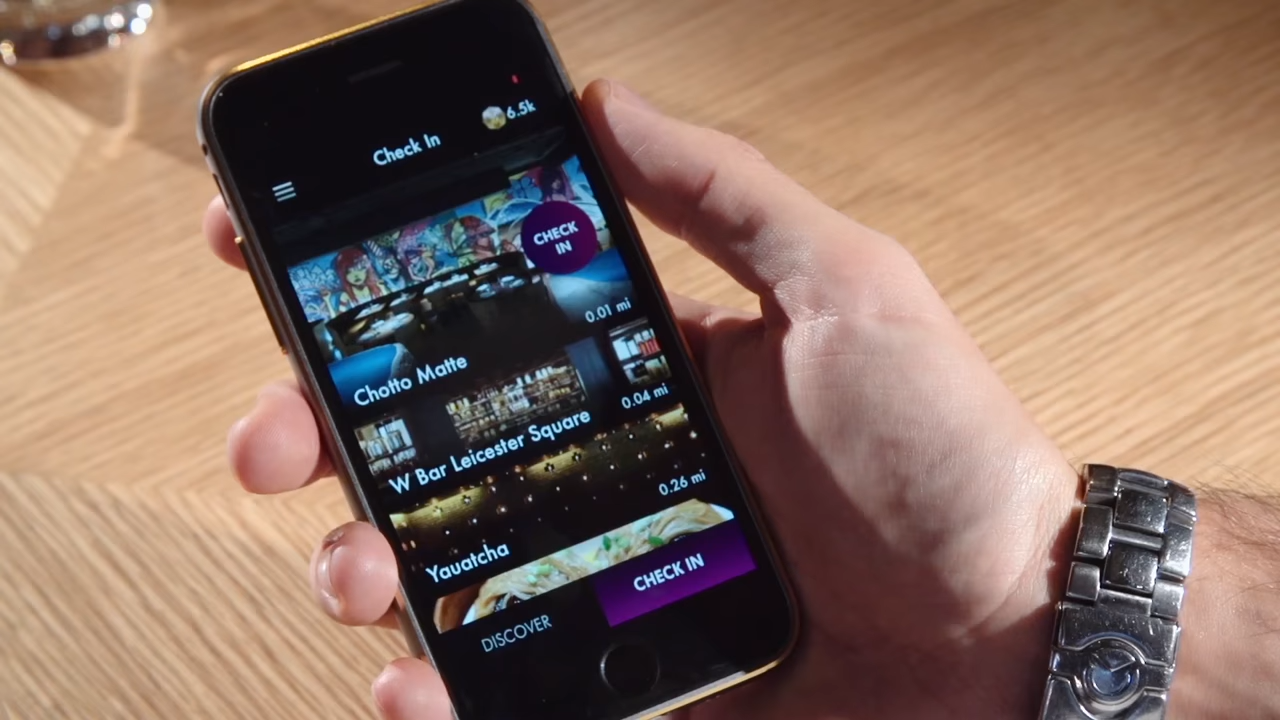 6.5k
Check In
CHECK
IN
0.01 mi
Chotto Matte
0.04 mi
W Bar Leicester Square
0.26 mi
Yauatcha
CHECK IN
DISCOVER